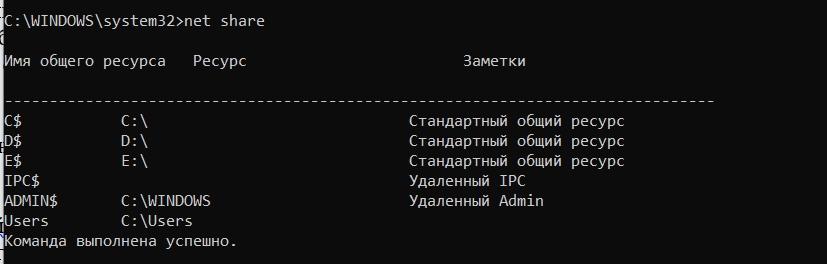 C:\WINDOWS\system32>net share
Имя общего ресурса   Ресурс                        Заметки
-------------------------------------------------------------------------------
C$           C:\                             Стандартный общий ресурс
D$           D:\                             Стандартный общий ресурс
E$           E:\                             Стандартный общий ресурс
IPC$                                         Удаленный IPC
ADMIN$       C:\WINDOWS                      Удаленный Admin
Users        C:\Users
Команда выполнена успешно.